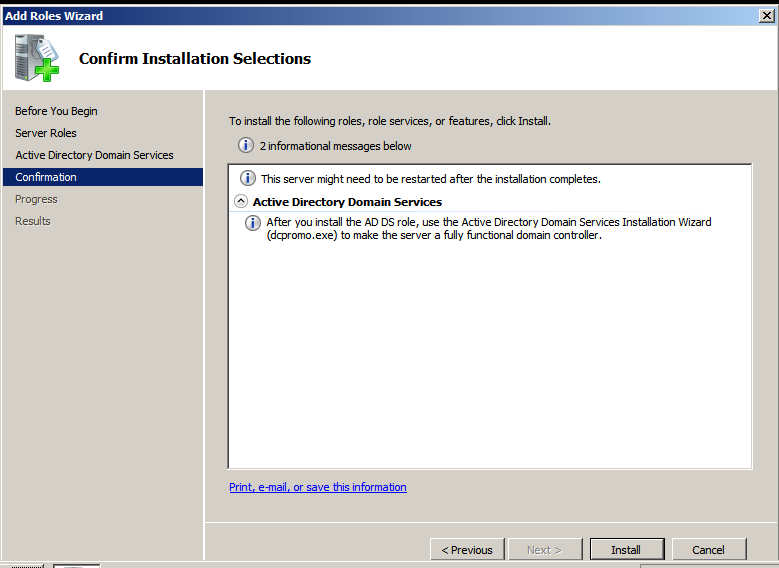 Add Roles Wizard
Confirm Installation Selections
Before You Begin
Server Roles
Active Directory Domain Services
Confirmation
Progress
Results
To install the following roles, role services, or features, click Install.
2 informational messages below
This server might need to be restarted after the installation completes.
Active Directory Domain Services
After you install the AD DS role, use the Active Directory Domain Services Installation Wizard
(dcpromo.exe) to make the server a fully functional domain controller.
Print, e-mail, or save this information
< Previous
Next >
Install
Cancel